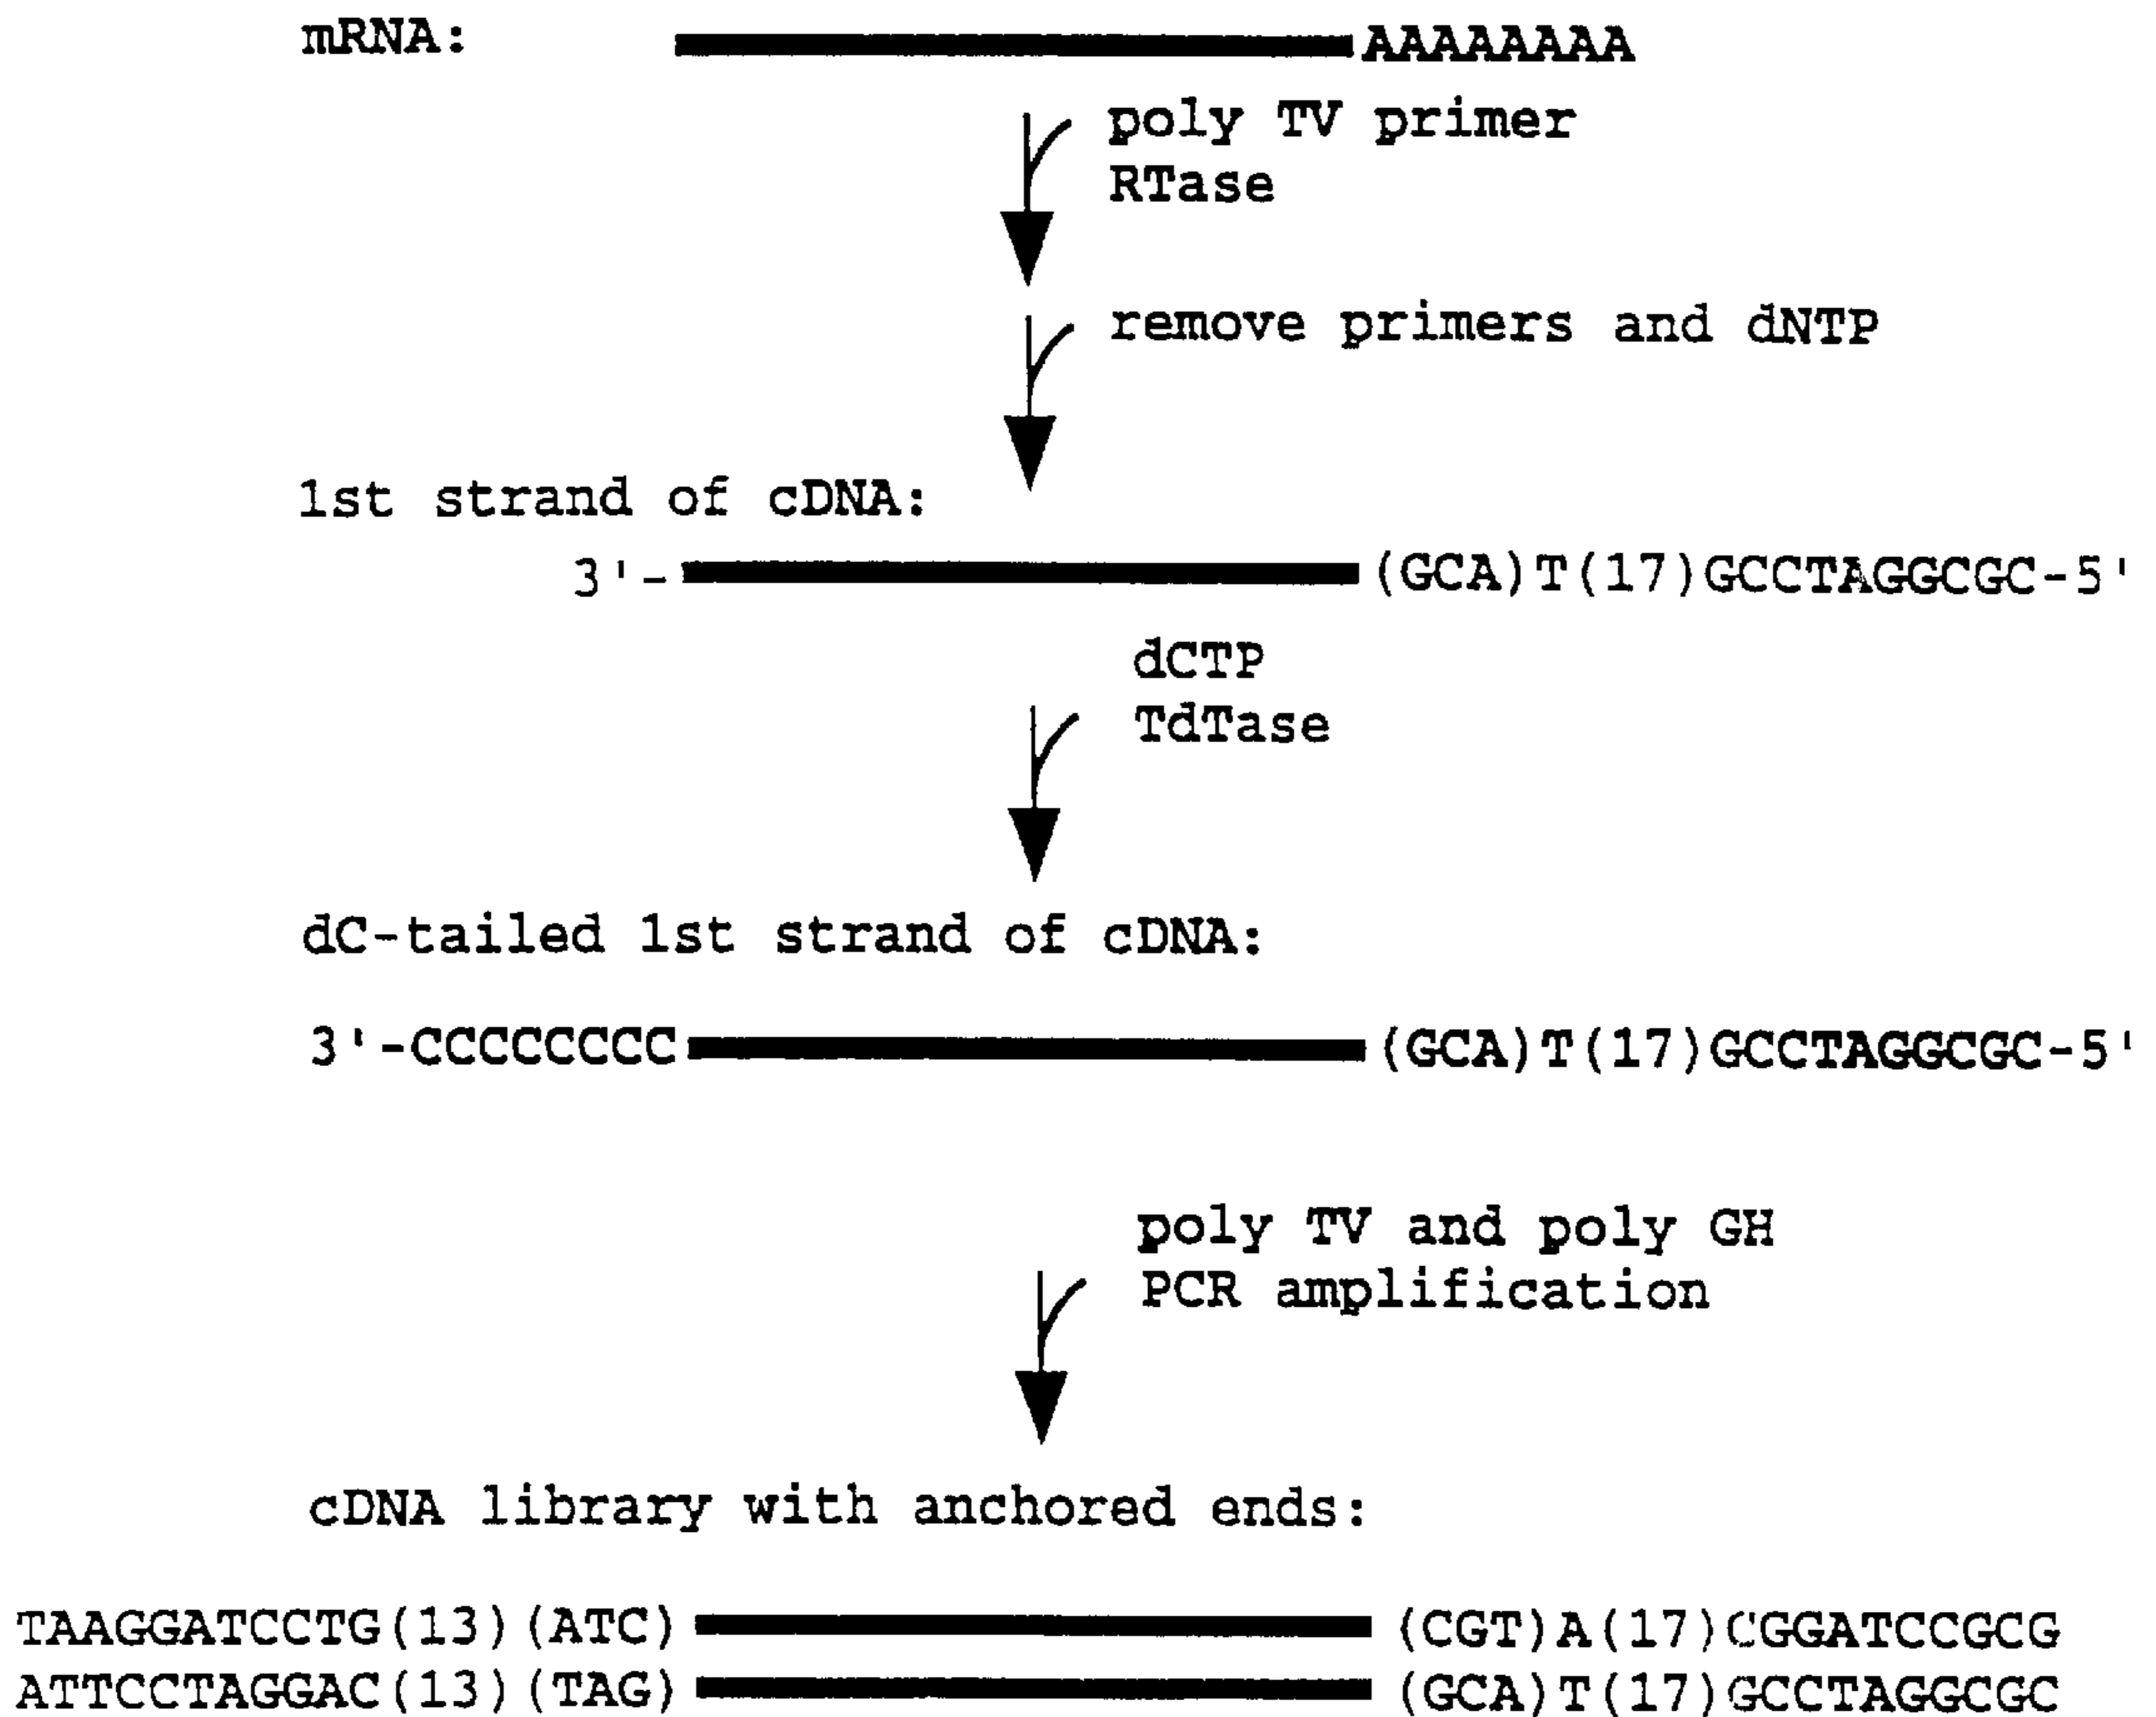 mRNA: AAAAAAAA
poly TV primer
RTase
remove primers and dNTP
1st strand of cDNA:
3'- (GCA)T(17)GCCTAGGCGC-5'
dCTP
TdTase
dC-tailed 1st strand of cDNA:
3'-CCCCCCCC (GCA)T(17)GCCTAGGCGC-5'
poly TV and poly GH
PCR amplification
cDNA library with anchored ends:
TAAGGATCCTG(13)(ATC) (CGT)A(17)CGGATCCGCG
ATTCCTAGGAC(13)(TAG) (GCA)T(17)GCCTAGGCGC